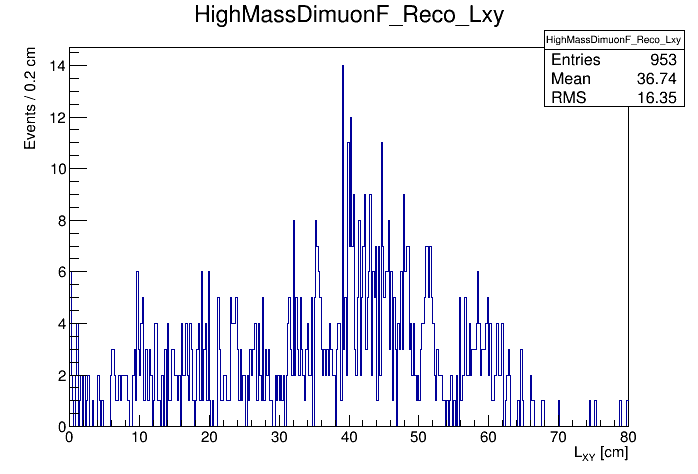 HighMassDimuonF_Reco_Lxy
HighMassDimuonF_Reco_Lxy
Entries 953
Mean 36.74
RMS 16.35
Events / 0.2 cm
14
12
10
8
6
4
2
0
0 10 20 30 40 50 60 70 80
LXY [cm]